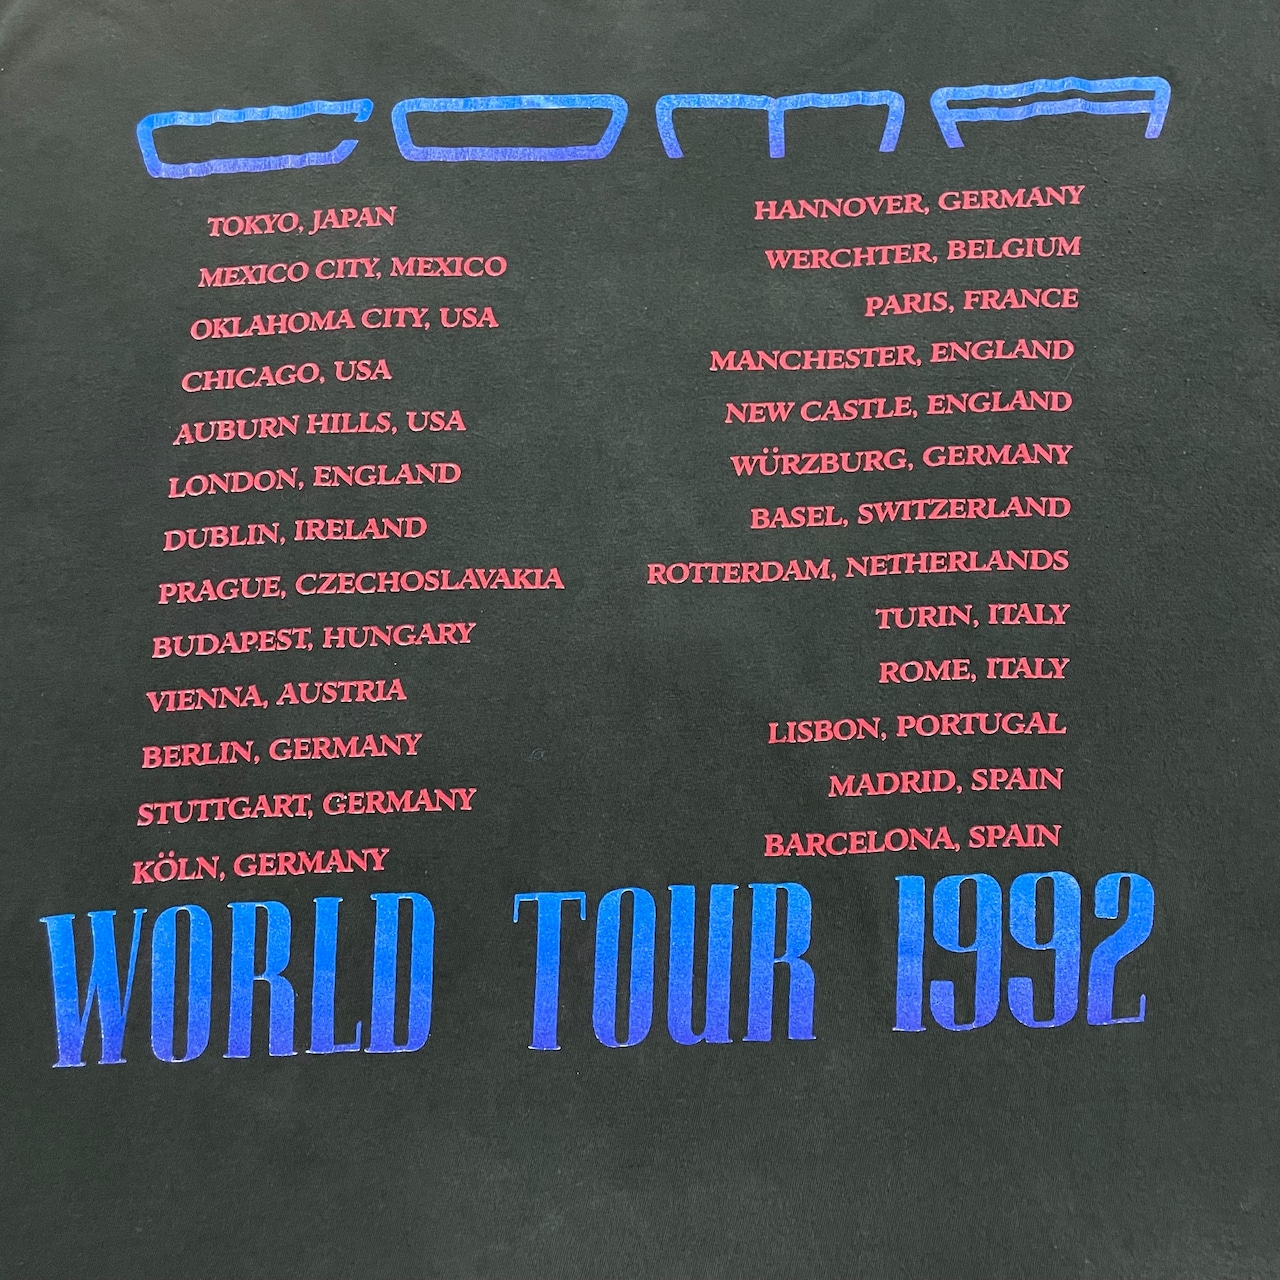 COMA
TOKYO, JAPAN
MEXICO CITY, MEXICO
OKLAHOMA CITY, USA
CHICAGO, USA
AUBURN HILLS, USA
LONDON, ENGLAND
DUBLIN, IRELAND
PRAGUE, CZECHOSLAVAKIA
BUDAPEST, HUNGARY
VIENNA, AUSTRIA
BERLIN, GERMANY
STUTTGART, GERMANY
KÖLN, GERMANY
HANNOVER, GERMANY
WERCHTER, BELGIUM
PARIS, FRANCE
MANCHESTER, ENGLAND
NEW CASTLE, ENGLAND
WÜRZBURG, GERMANY
BASEL, SWITZERLAND
ROTTERDAM, NETHERLANDS
TURIN, ITALY
ROME, ITALY
LISBON, PORTUGAL
MADRID, SPAIN
BARCELONA, SPAIN
WORLD TOUR 1992